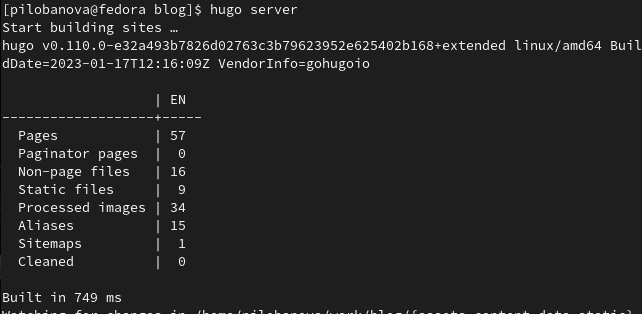 [pilobanova@fedora blog]$ hugo server
Start building sites …
hugo v0.110.0-e32a493b7826d02763c3b79623952e625402b168+extended linux/amd64 Buil
dDate=2023-01-17T12:16:09Z VendorInfo=gohugoio
| EN
-------------------+-----
Pages | 57
Paginator pages | 0
Non-page files | 16
Static files | 9
Processed images | 34
Aliases | 15
Sitemaps | 1
Cleaned | 0
Built in 749 ms
Watching for changes in /home/pilobanova/work/blog/{assets,content,data,static}